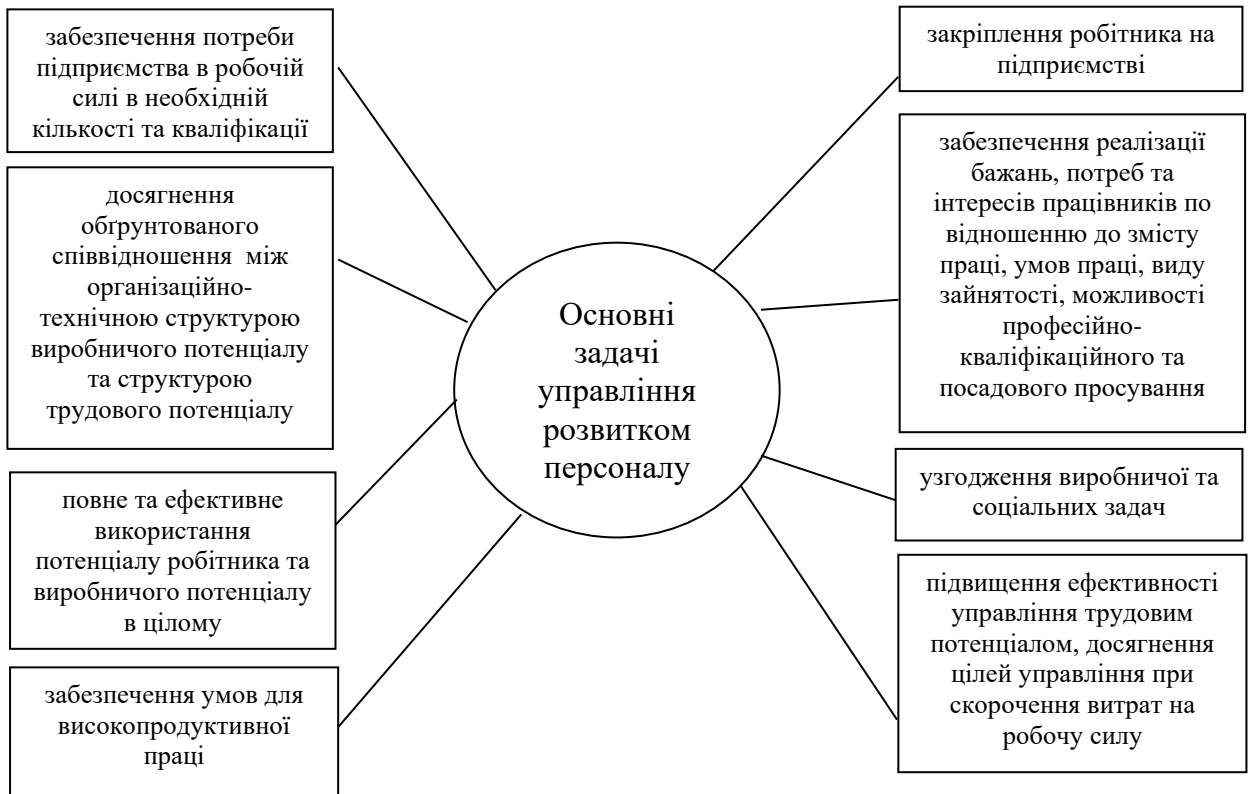 забезпечення потреби
підприємства в робочій
силі в необхідній
кількості та кваліфікації
досягнення
обґрунтованого
співвідношення між
організаційно-
технічною структурою
виробничого потенціалу
та структурою
трудового потенціалу
повне та ефективне
використання
потенціалу робітника та
виробничого потенціалу
в цілому
забезпечення умов для
високопродуктивної
праці
Основні
задачі
управління
розвитком
персоналу
закріплення робітника на
підприємстві
забезпечення реалізації
бажань, потреб та
інтересів працівників по
відношенню до змісту
праці, умов праці, виду
зайнятості, можливості
професійно-
кваліфікаційного та
посадового просування
узгодження виробничої та
соціальних задач
підвищення ефективності
управління трудовим
потенціалом, досягнення
цілей управління при
скорочення витрат на
робочу силу